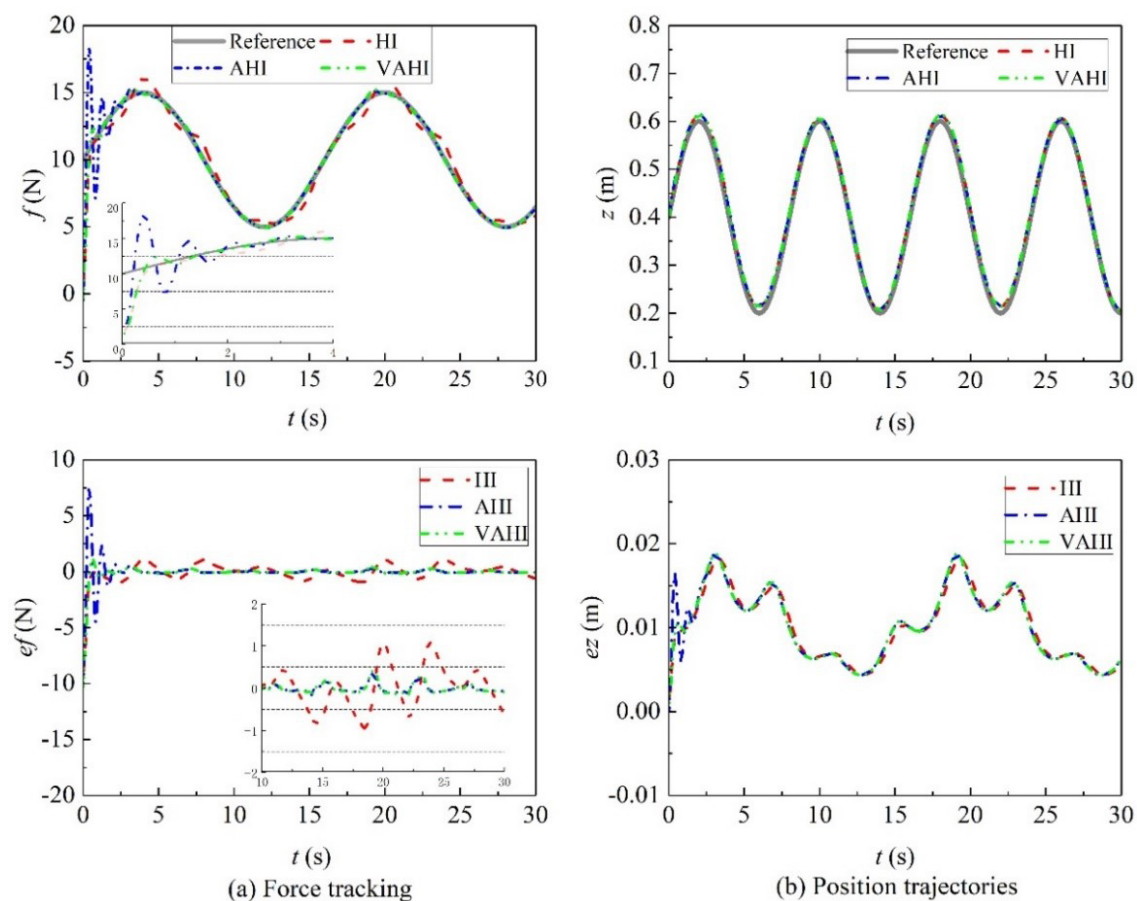 20
15
10
5
0
-5
f (N)
Reference HI
AHI VAHI
20
15
10
5
0
0 2 4
0 5 10 15 20 25 30
t (s)
0.8
0.7
0.6
0.5
0.4
0.3
0.2
0.1
z (m)
Reference HI
AHI VAHI
0 5 10 15 20 25 30
t (s)
10
5
0
-5
-10
-15
-20
ef (N)
HI
AHI
VAHI
2
1
0
-1
-2
10 15 20 25 30
0 5 10 15 20 25 30
t (s)
(a) Force tracking
0.03
0.02
0.01
0.00
-0.01
ez (m)
HI
AHI
VAHI
0 5 10 15 20 25 30
t (s)
(b) Position trajectories